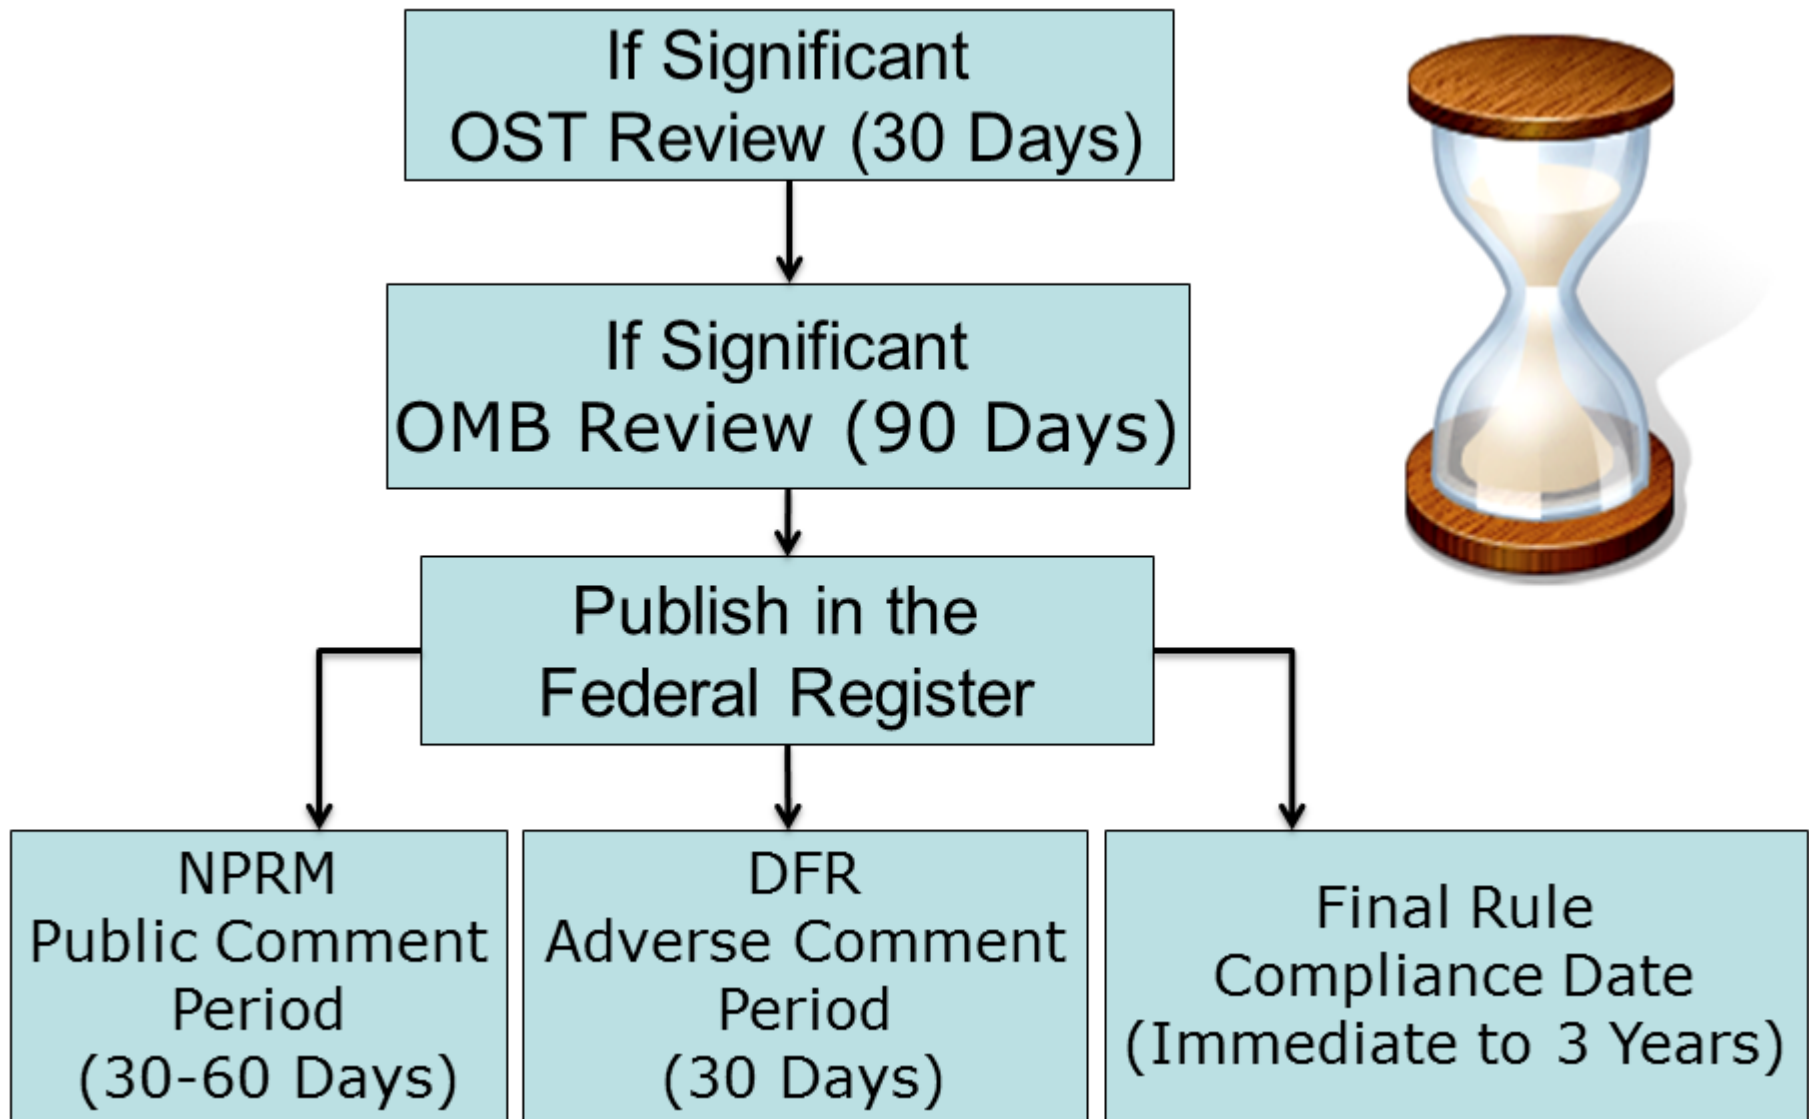 If Significant
OST Review (30 Days)
If Significant
OMB Review (90 Days)
Publish in the
Federal Register
NPRM
Public Comment
Period
(30-60 Days)
DFR
Adverse Comment
Period
(30 Days)
Final Rule
Compliance Date
(Immediate to 3 Years)